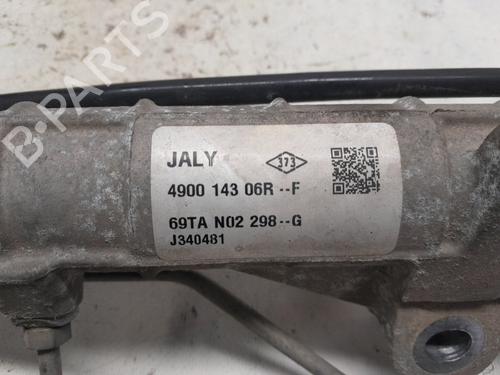 B-PARTS
JALY 373
4900 143 06R--F
69TA N02 298--G
J340481